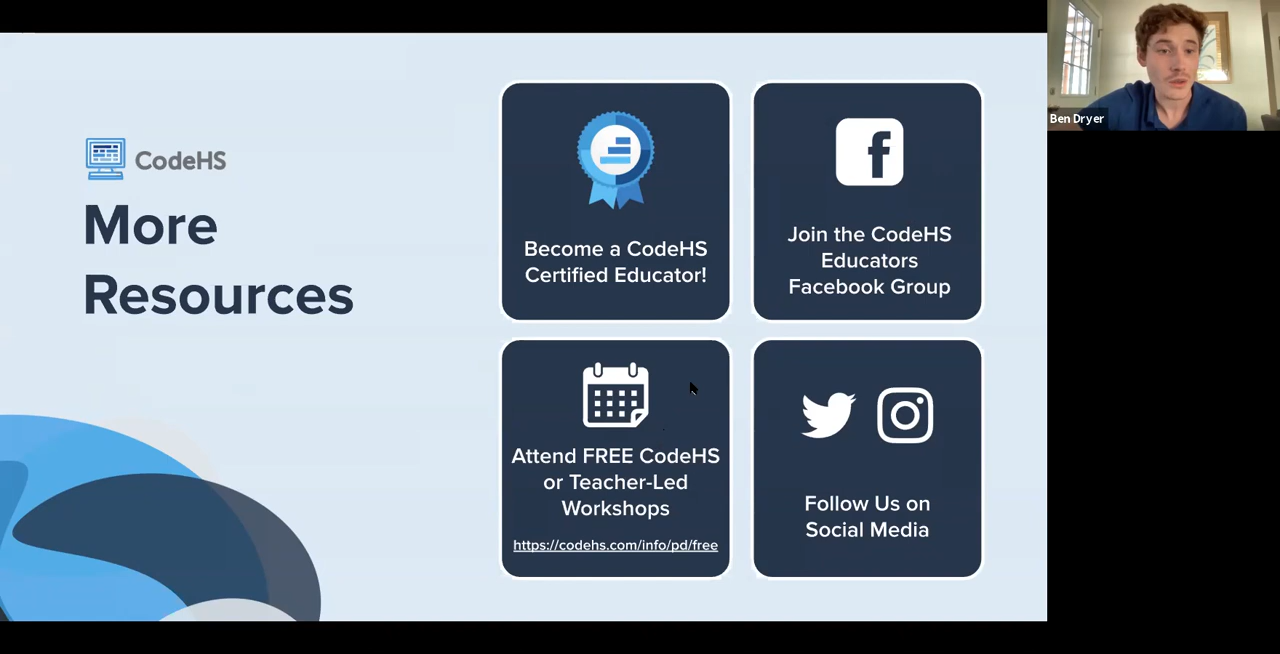 CodeHS
More
Resources
Become a CodeHS
Certified Educator!
Join the CodeHS
Educators
Facebook Group
Attend FREE CodeHS
or Teacher-Led
Workshops
https://codehs.com/info/pd/free
Follow Us on
Social Media
Ben Dryer